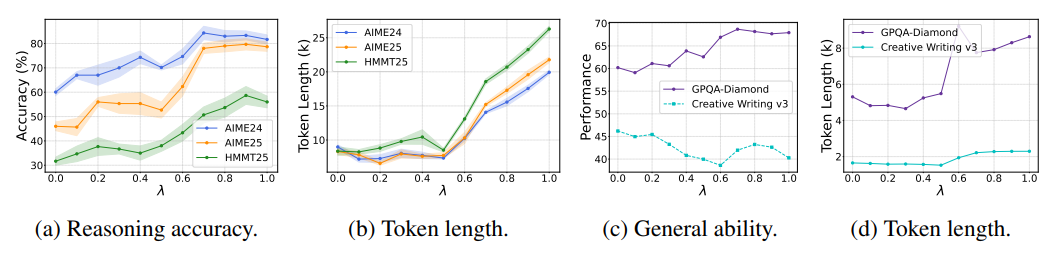 Accuracy (%)
80
70
60
50
40
30
0.0 0.2 0.4 0.6 0.8 1.0
λ
AIME24
AIME25
HMMT25
(a) Reasoning accuracy.
Token Length (k)
25
20
15
10
0.0 0.2 0.4 0.6 0.8 1.0
λ
AIME24
AIME25
HMMT25
(b) Token length.
Performance
70
65
60
55
50
45
40
0.0 0.2 0.4 0.6 0.8 1.0
λ
GPQA-Diamond
Creative Writing v3
(c) General ability.
Token Length (k)
8
6
4
2
0.0 0.2 0.4 0.6 0.8 1.0
λ
GPQA-Diamond
Creative Writing v3
(d) Token length.